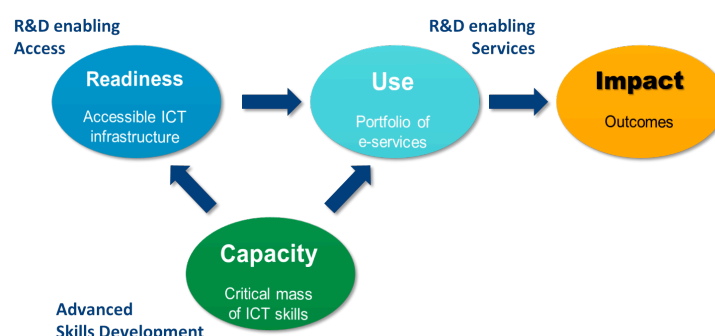 R&D enabling
Access
R&D enabling
Services
Readiness
Accessible ICT
infrastructure
Use
Portfolio of
e-services
Impact
Outcomes
Capacity
Critical mass
of ICT skills
Advanced
Skills Development